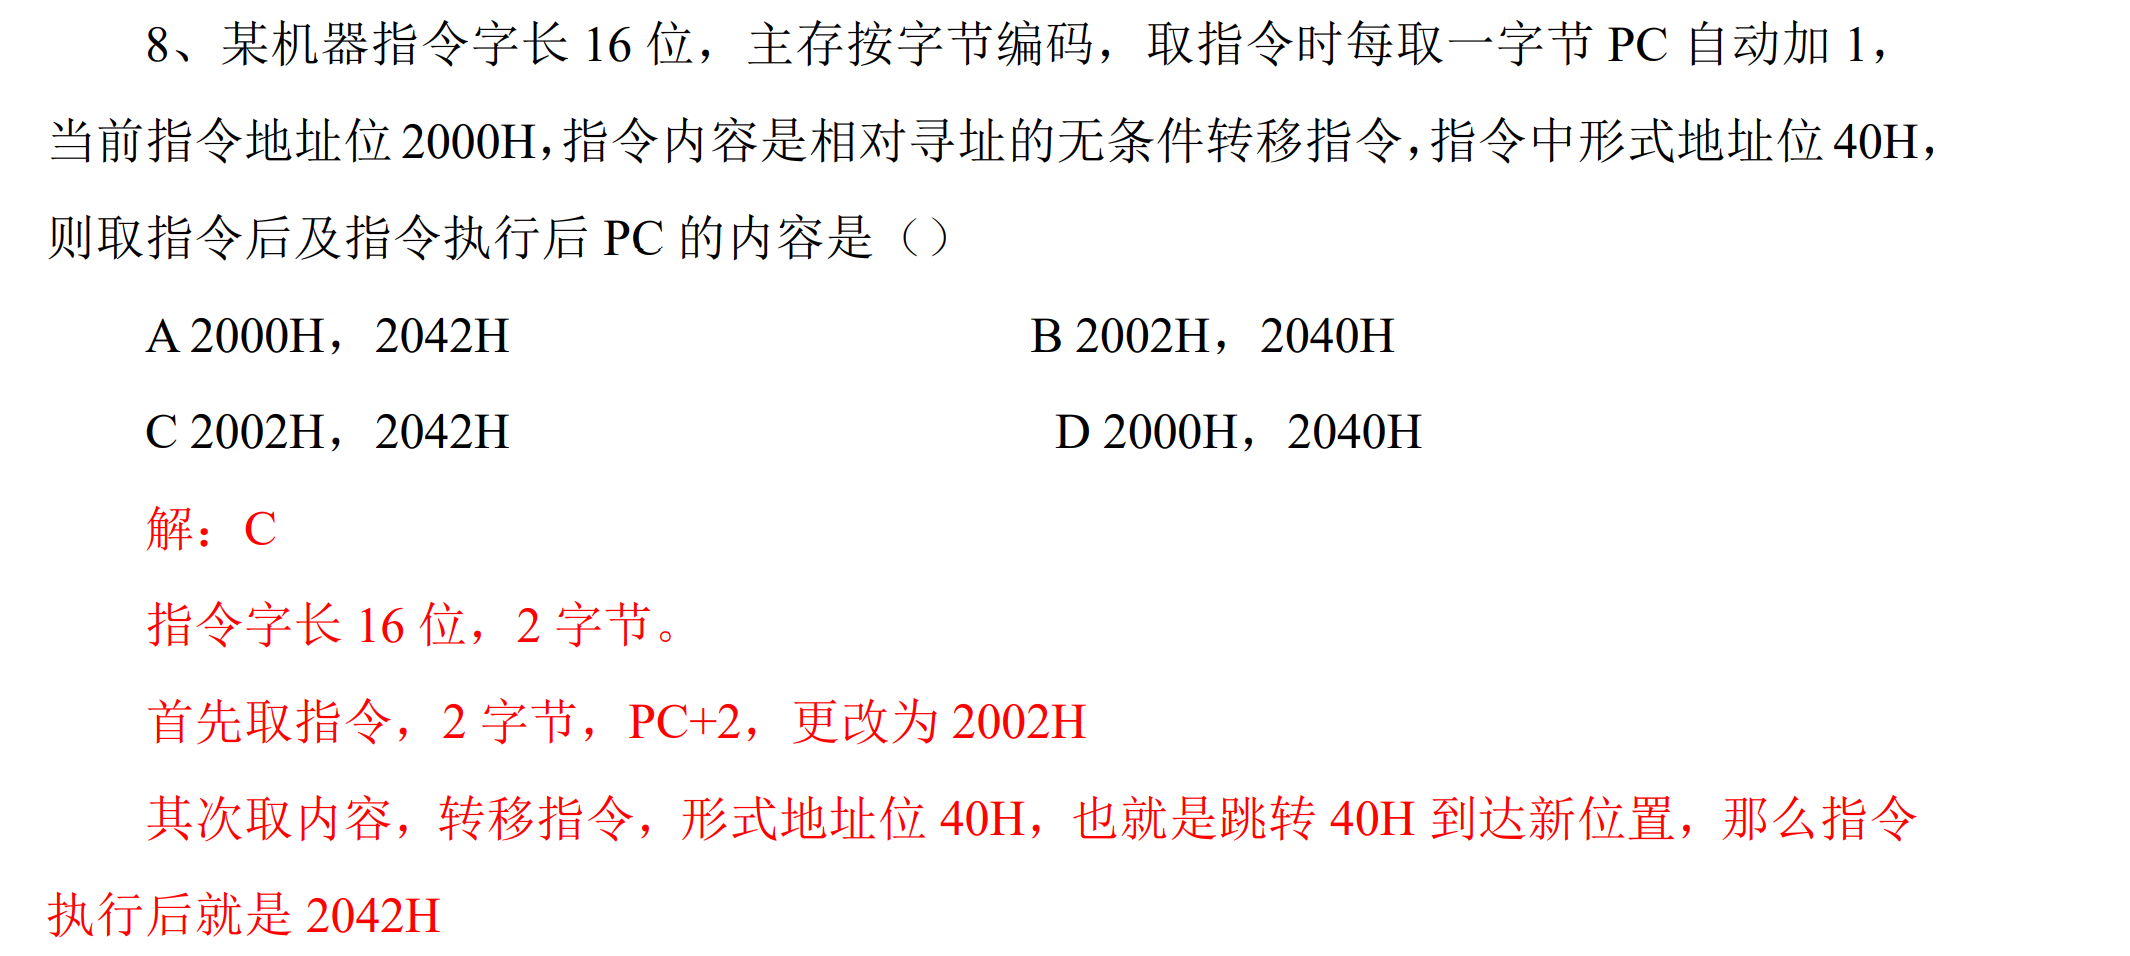 8、某机器指令字长 16 位，主存按字节编码，取指令时每取一字节 PC 自动加 1，
当前指令地址位 2000H，指令内容是相对寻址的无条件转移指令，指令中形式地址位 40H，
则取指令后及指令执行后 PC 的内容是（）
A 2000H，2042H B 2002H，2040H
C 2002H，2042H D 2000H，2040H
解：C
指令字长 16 位，2 字节。
首先取指令，2 字节，PC+2，更改为 2002H
其次取内容，转移指令，形式地址位 40H，也就是跳转 40H 到达新位置，那么指令
执行后就是 2042H